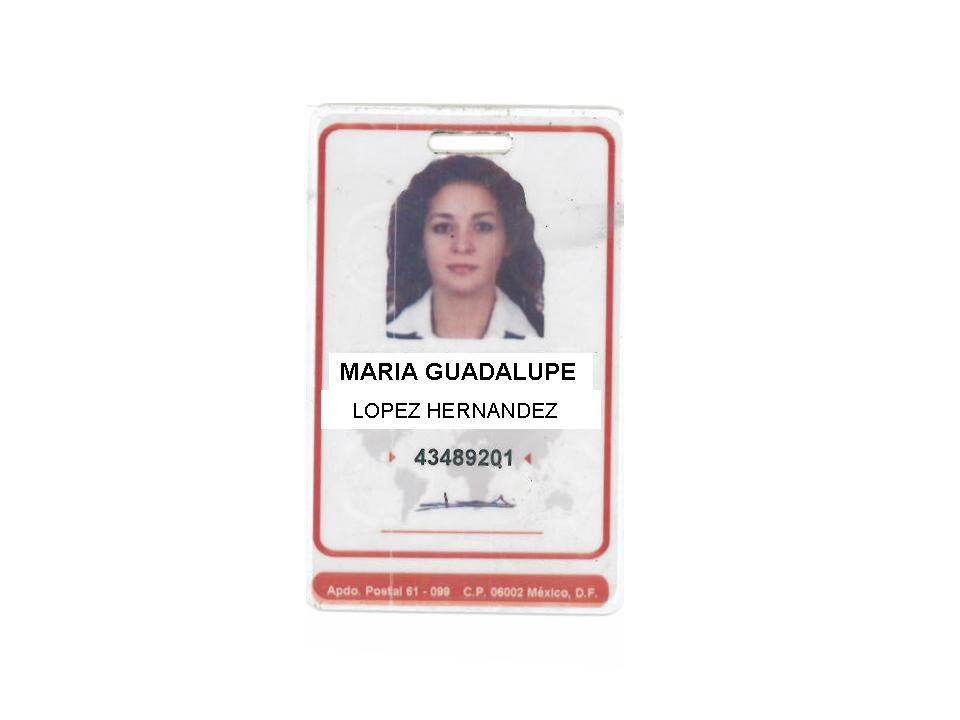 MARIA GUADALUPE
LOPEZ HERNANDEZ
43489201
Apdo. Postal 61 - 099 C.P. 06002 México, D.F.